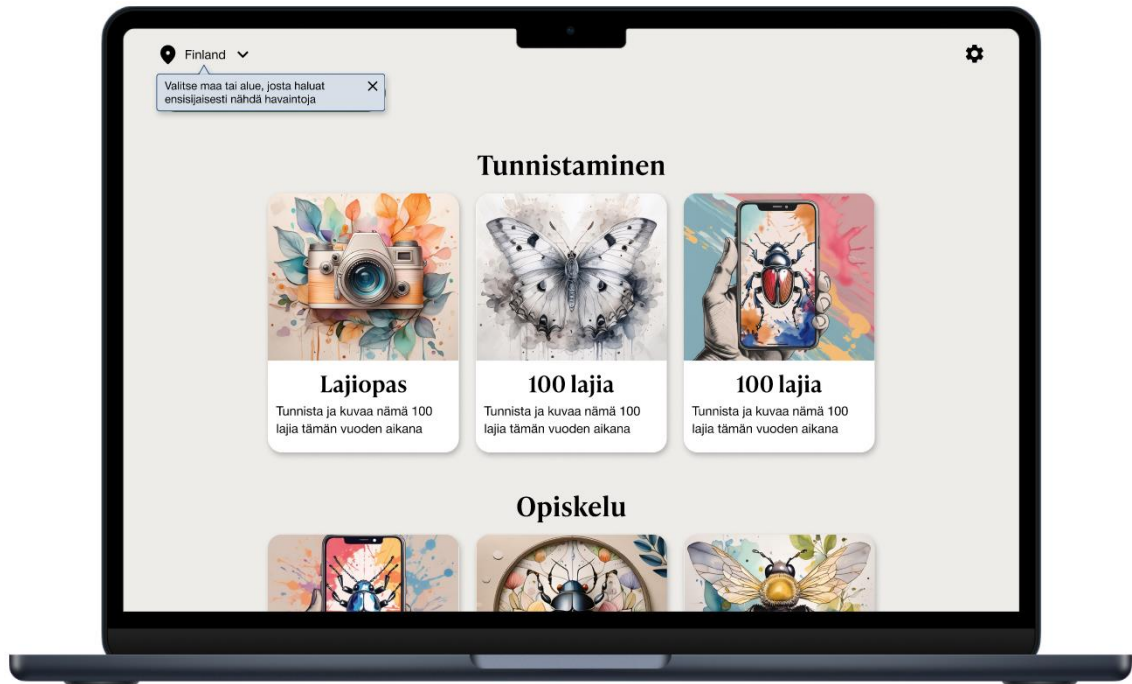 Finland
Valitse maa tai alue, josta haluat
ensisijaisesti nähdä havaintoja
Tunnistaminen
Lajiopas
Tunnista ja kuvaa nämä 100
lajia tämän vuoden aikana
100 lajia
Tunnista ja kuvaa nämä 100
lajia tämän vuoden aikana
100 lajia
Tunnista ja kuvaa nämä 100
lajia tämän vuoden aikana
Opiskelu